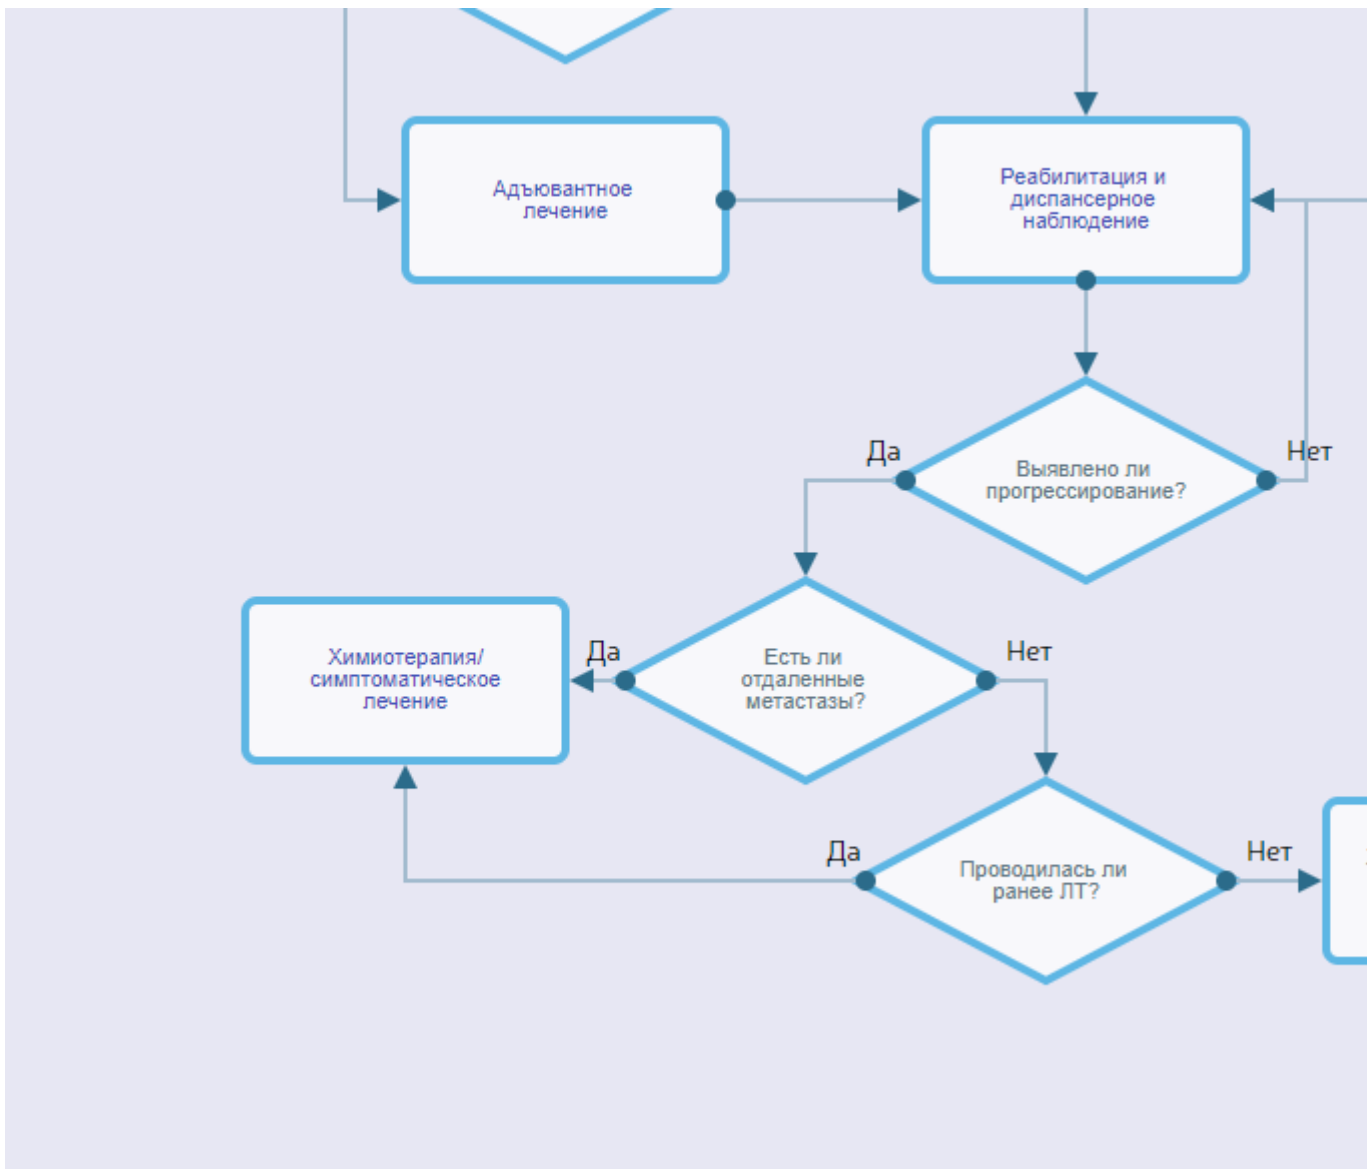 Адъювантное
лечение
Реабилитация и
диспансерное
наблюдение
Да
Нет
Выявлено ли
прогрессирование?
Химиотерапия/
симптоматическое
лечение
Да
Есть ли
отдаленные
метастазы?
Нет
Да
Проводилась ли
ранее ЛТ?
Нет